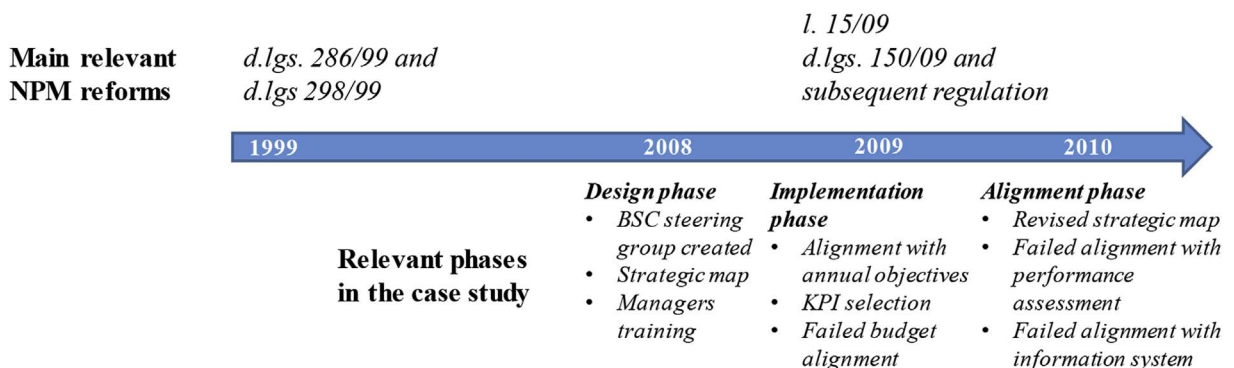 Main relevant
NPM reforms
d.lgs. 286/99 and
d.lgs 298/99
l. 15/09
d.lgs. 150/09 and
subsequent regulation
1999
2008
2009
2010
Relevant phases
in the case study
Design phase
• BSC steering
group created
• Strategic map
• Managers
training
Implementation
phase
• Alignment with
annual objectives
• KPI selection
• Failed budget
alignment
Alignment phase
• Revised strategic map
• Failed alignment with
performance
assessment
• Failed alignment with
information system